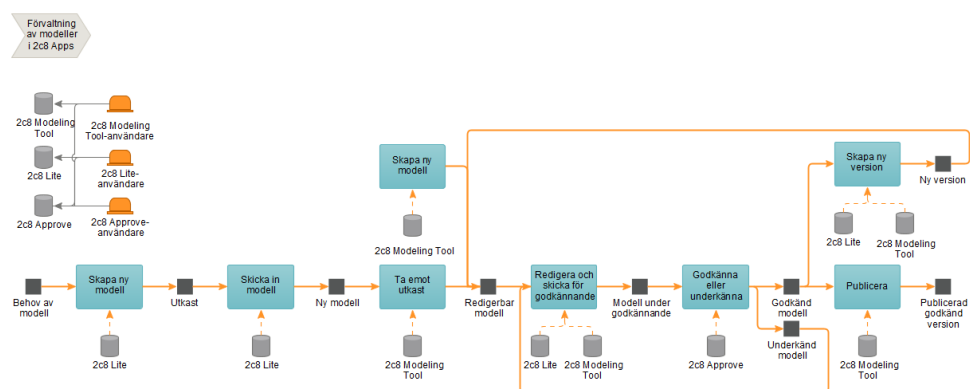 Förvaltning
av modeller
i 2c8 Apps
2c8 Modeling
Tool
2c8 Modeling
Tool-användare
2c8 Lite
2c8 Lite-
användare
2c8 Approve
2c8 Approve-
användare
Skapa ny
modell
2c8 Modeling Tool
Skapa ny
version
Ny version
2c8 Lite
2c8 Modeling
Tool
Behov av
modell
Skapa ny
modell
2c8 Lite
Utkast
Skicka in
modell
2c8 Lite
Ny modell
Ta emot
utkast
2c8 Modeling
Tool
Redigerbar
modell
Redigera och
skicka för
godkännande
2c8 Lite
2c8 Modeling
Tool
Modell under
godkännande
Godkänna
eller
underkänna
2c8 Approve
Godkänd
modell
Underkänd
modell
Publicera
2c8 Modeling
Tool
Publicerad
godkänd
version